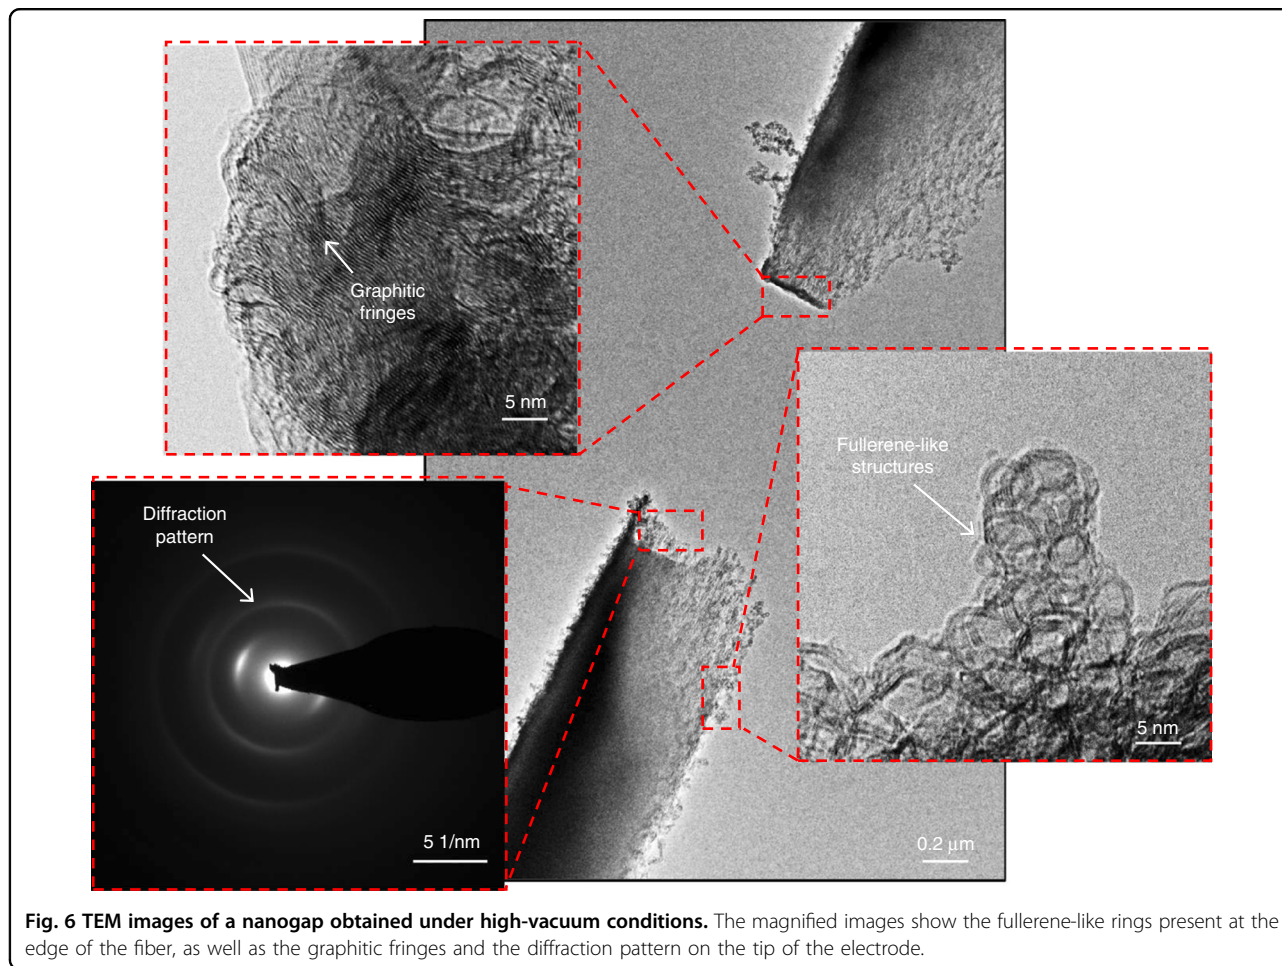 Graphitic
fringes
5 nm
Fullerene-like
structures
5 nm
Diffraction
pattern
5 1/nm
0.2 μm
Fig. 6 TEM images of a nanogap obtained under high-vacuum conditions. The magnified images show the fullerene-like rings present at the
edge of the fiber, as well as the graphitic fringes and the diffraction pattern on the tip of the electrode.